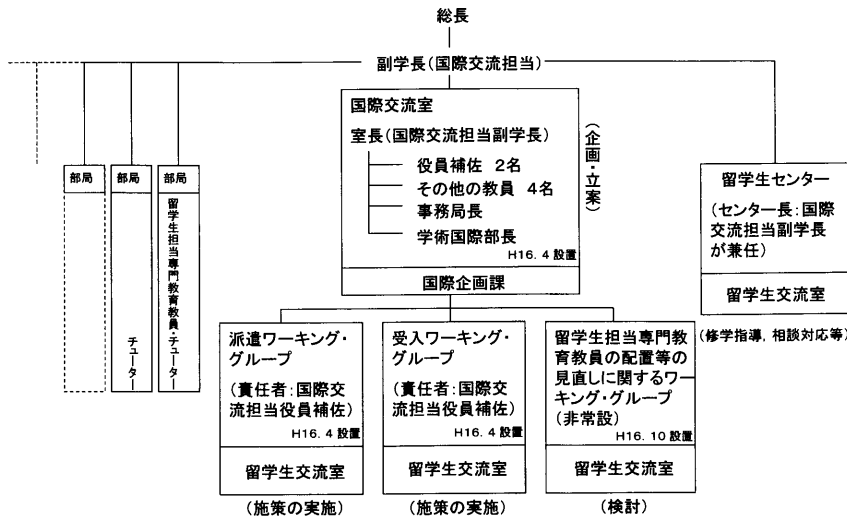 総長
副学長(国際交流担当)
国際交流室
室長(国際交流担当副学長)
役員補佐 2名
その他の教員 4名
事務局長
学術国際部長
H16. 4 設置
国際企画課
(企画・立案)
部局
部局
チューター
部局
留学生担当専門教育教員・チューター
留学生センター
(センター長:国際
交流担当副学長
が兼任)
留学生交流室
(修学指導, 相談対応等)
派遣ワーキング・
グループ
(責任者:国際交
流担当役員補佐)
H16. 4 設置
留学生交流室
(施策の実施)
受入ワーキング・
グループ
(責任者:国際交
流担当役員補佐)
H16. 4 設置
留学生交流室
(施策の実施)
留学生担当専門教
育教員の配置等の
見直しに関するワー
キング・グループ
(非常設)
H16. 10 設置
留学生交流室
(検討)